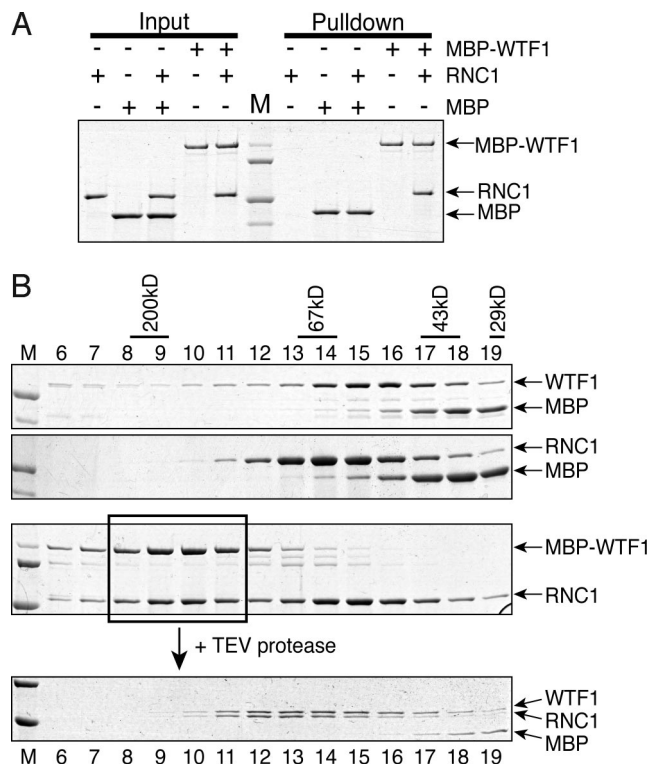 A
Input Pulldown
- - - + + - - - + + MBP-WTF1
+ - + - + + - + - + RNC1
- + + - - M - + + - - MBP
MBP-WTF1
RNC1
MBP
B
200kD 67kD 43kD 29kD
M 6 7 8 9 10 11 12 13 14 15 16 17 18 19
WTF1
MBP
RNC1
MBP
MBP-WTF1
RNC1
+ TEV protease
WTF1
RNC1
MBP
M 6 7 8 9 10 11 12 13 14 15 16 17 18 19